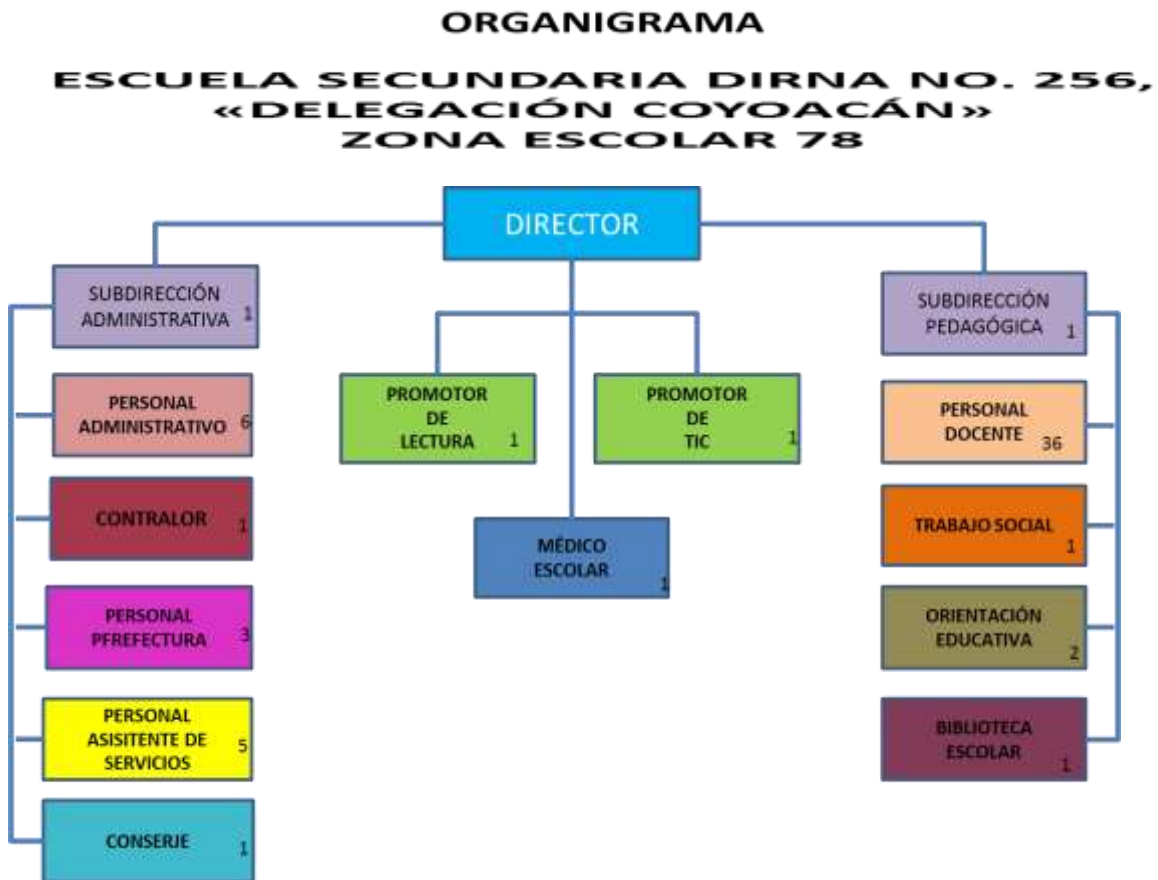 ORGANIGRAMA
ESCUELA SECUNDARIA DIRNA NO. 256,
«DELEGACIÓN COYOACÁN»
ZONA ESCOLAR 78
DIRECTOR
SUBDIRECCIÓN
ADMINISTRATIVA 1
PERSONAL
ADMINISTRATIVO 6
CONTRALOR 1
PERSONAL
PFREFECTURA 3
PERSONAL
ASISITENTE DE
SERVICIOS 5
CONSERJE 1
PROMOTOR
DE
LECTURA 1
PROMOTOR
DE
TIC 1
MÉDICO
ESCOLAR 1
SUBDIRECCIÓN
PEDAGÓGICA 1
PERSONAL
DOCENTE 36
TRABAJO SOCIAL 1
ORIENTACIÓN
EDUCATIVA 2
BIBLIOTECA
ESCOLAR 1